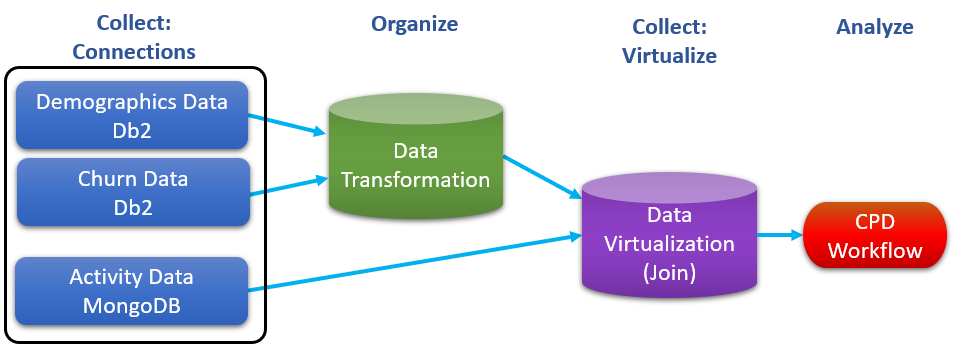 Collect:
Connections
Organize
Collect:
Virtualize
Analyze
Demographics Data
Db2
Churn Data
Db2
Activity Data
MongoDB
Data
Transformation
Data
Virtualization
(Join)
CPD
Workflow